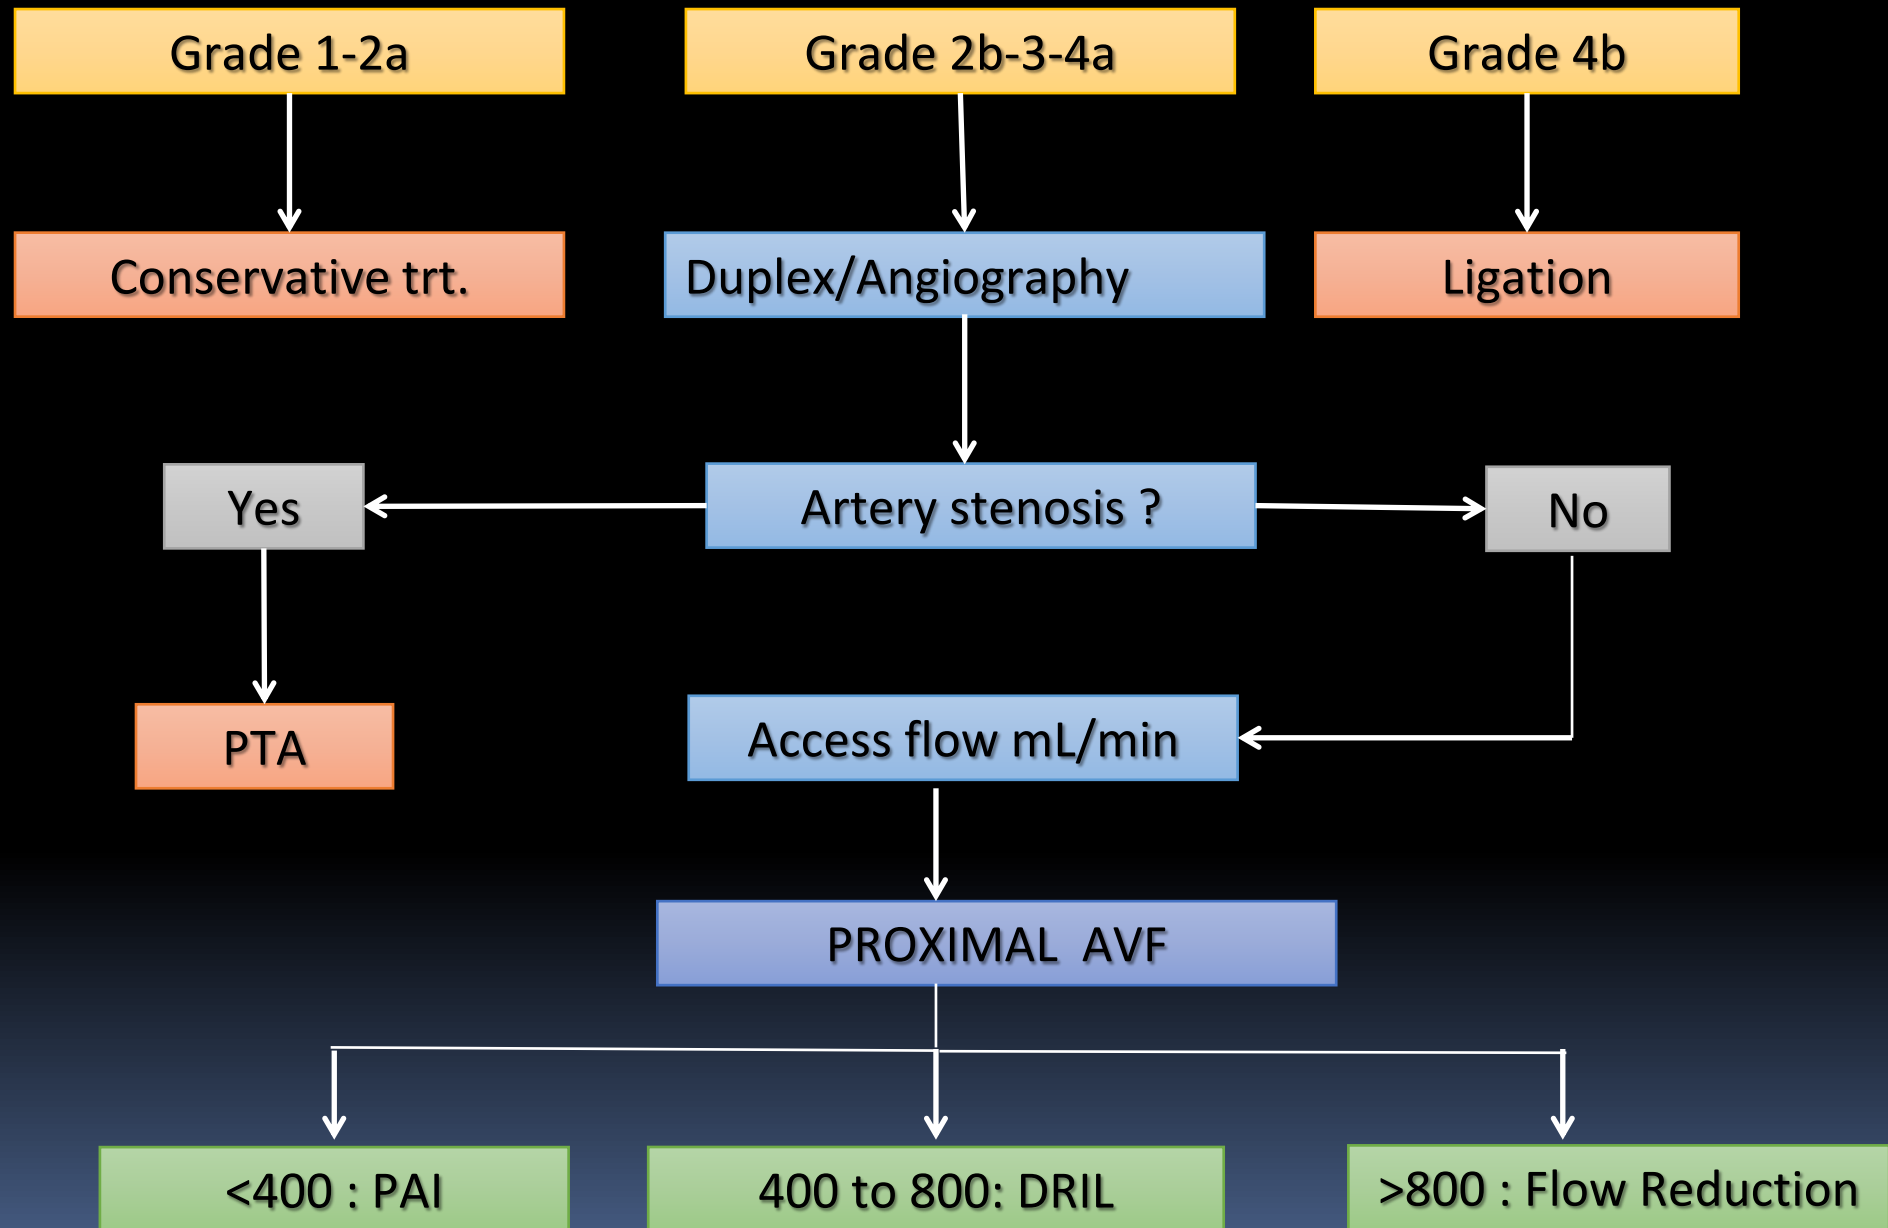 Grade 1-2a
Grade 2b-3-4a
Grade 4b
Conservative trt.
Duplex/Angiography
Ligation
Yes
Artery stenosis ?
No
PTA
Access flow mL/min
PROXIMAL AVF
<400 : PAI
400 to 800: DRIL
>800 : Flow Reduction